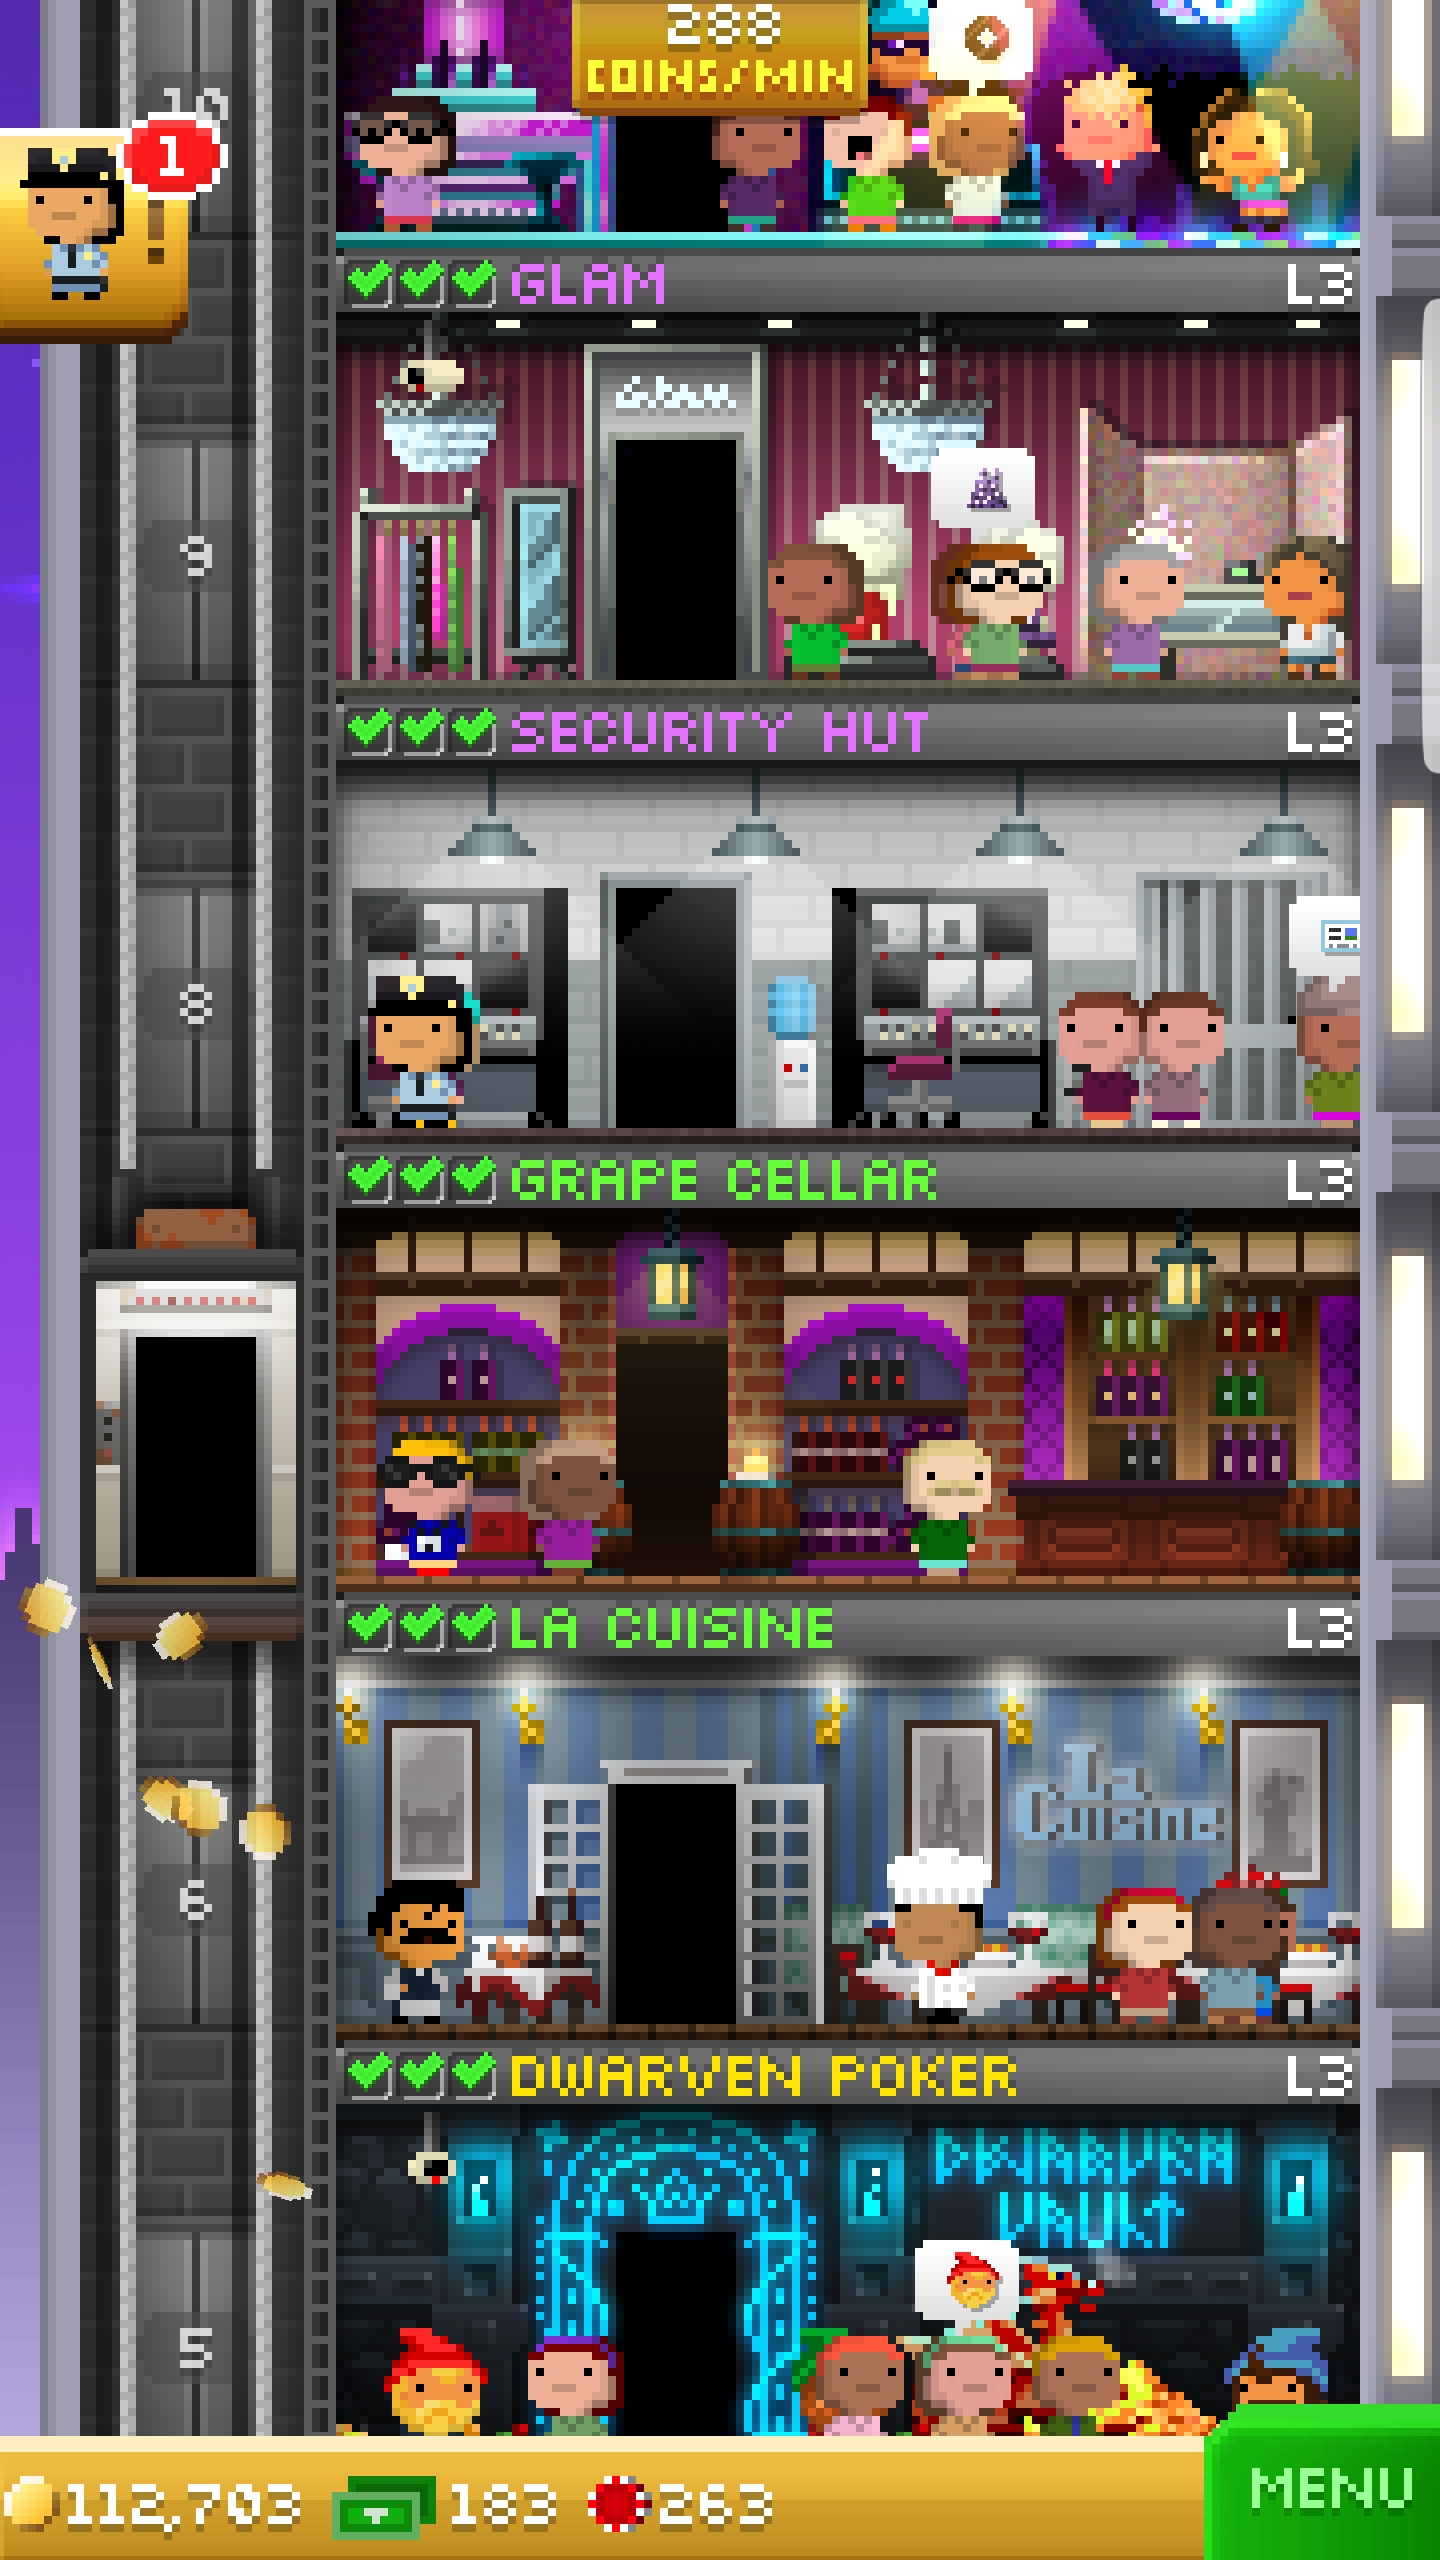 288
COINS/MIN
10
1
!
GLAM L3
Glam
9
SECURITY HUT L3
8
GRAPE CELLAR L3
LA CUISINE L3
La
Cuisine
6
DWARVEN POKER L3
DWARVEN
VAULT
5
112,703 183 263
MENU